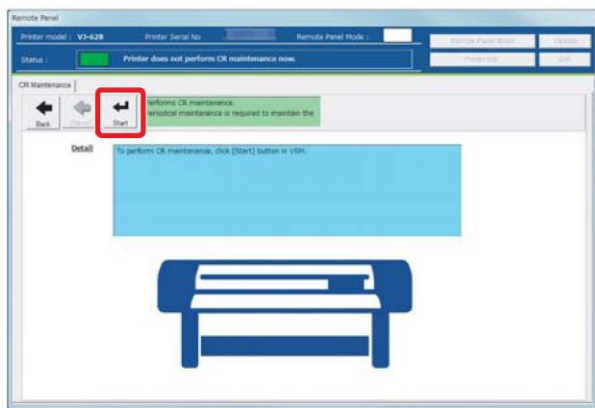 Remote Panel
Printer model : VJ-628 Printer Serial No Remote Panel Mode :
Remote Panel Mode Update
Status : Printer does not perform CR maintenance now.
Exit
CR Maintenance
Back Cancel Start
Performs CR maintenance.
Periodical maintenance is required to maintain the
Detail To perform CR maintenance, click [Start] button in VSM.